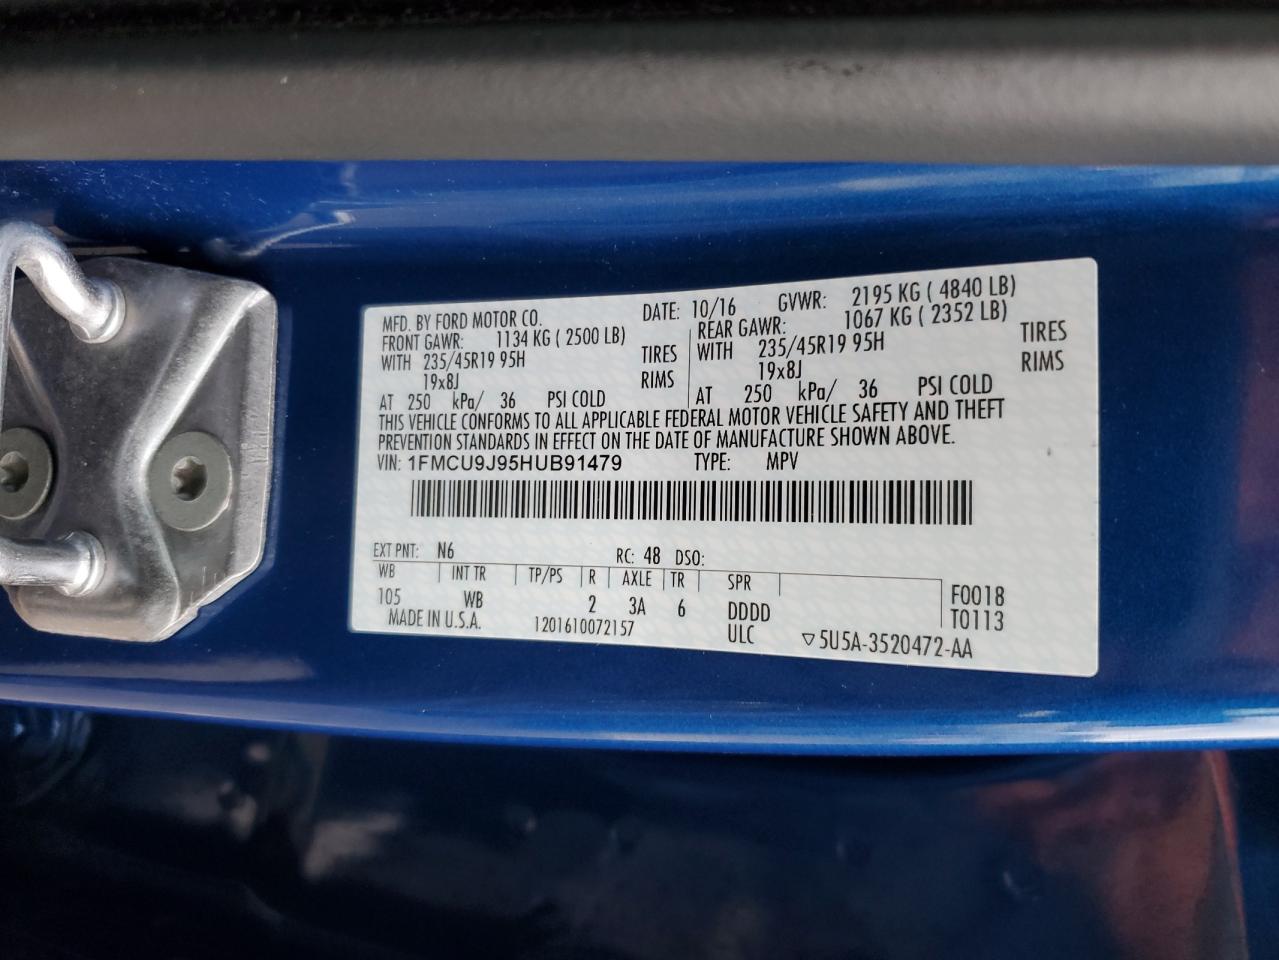 MFD. BY FORD MOTOR CO. DATE: 10/16 GVWR: 2195 KG ( 4840 LB)
FRONT GAWR: 1134 KG ( 2500 LB) REAR GAWR: 1067 KG ( 2352 LB)
WITH 235/45R19 95H TIRES WITH 235/45R19 95H TIRES
19x8J RIMS 19x8J RIMS
AT 250 kPa/ 36 PSI COLD AT 250 kPa/ 36 PSI COLD
THIS VEHICLE CONFORMS TO ALL APPLICABLE FEDERAL MOTOR VEHICLE SAFETY AND THEFT
PREVENTION STANDARDS IN EFFECT ON THE DATE OF MANUFACTURE SHOWN ABOVE.
VIN: 1FMCU9J95HUB91479 TYPE: MPV
EXT PNT: N6 RC: 48 DSO:
WB INT TR TP/PS R AXLE TR SPR
105 WB 2 3A 6 DDDD F0018
MADE IN U.S.A. 1201610072157 ULC ▽5U5A-3520472-AA T0113